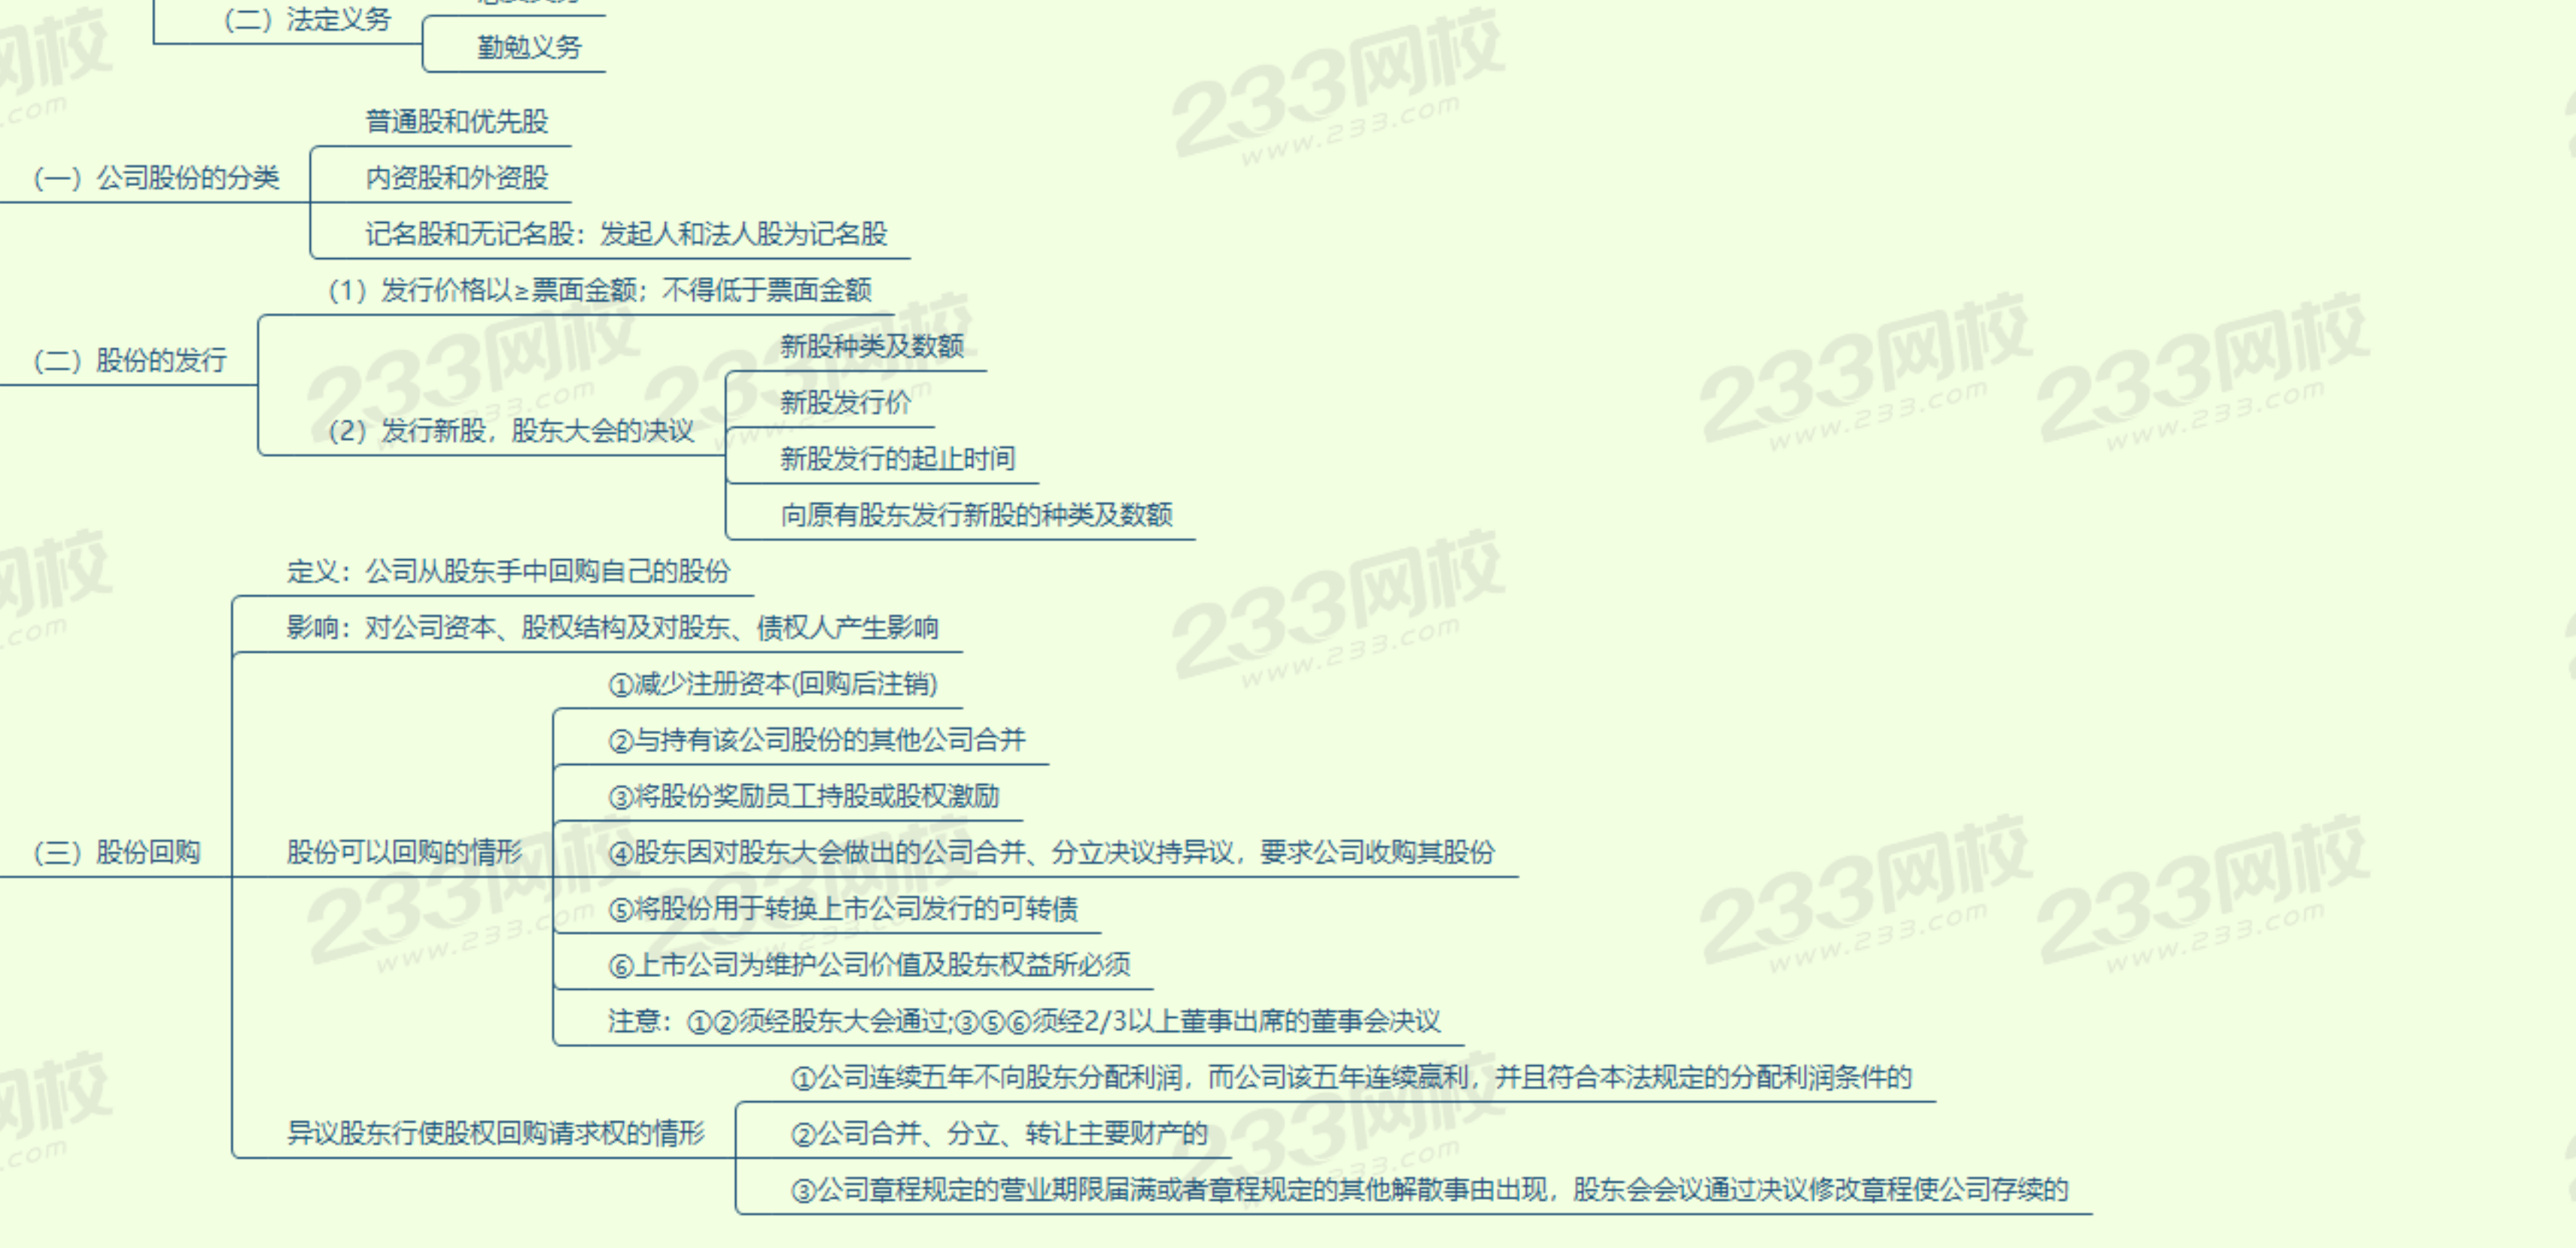 （二）法定义务
勤勉义务
普通股和优先股
（一）公司股份的分类
内资股和外资股
记名股和无记名股：发起人和法人股为记名股
（1）发行价格以≥票面金额；不得低于票面金额
（二）股份的发行
新股种类及数额
新股发行价
（2）发行新股，股东大会的决议
新股发行的起止时间
向原有股东发行新股的种类及数额
定义：公司从股东手中回购自己的股份
影响：对公司资本、股权结构及对股东、债权人产生影响
①减少注册资本(回购后注销)
②与持有该公司股份的其他公司合并
③将股份奖励员工持股或股权激励
（三）股份回购
股份可以回购的情形
④股东因对股东大会做出的公司合并、分立决议持异议，要求公司收购其股份
⑤将股份用于转换上市公司发行的可转债
⑥上市公司为维护公司价值及股东权益所必须
注意：①②须经股东大会通过;③⑤⑥须经2/3以上董事出席的董事会决议
①公司连续五年不向股东分配利润，而公司该五年连续赢利，并且符合本法规定的分配利润条件的
异议股东行使股权回购请求权的情形
②公司合并、分立、转让主要财产的
③公司章程规定的营业期限届满或者章程规定的其他解散事由出现，股东会会议通过决议修改章程使公司存续的
233网校
www.233.com